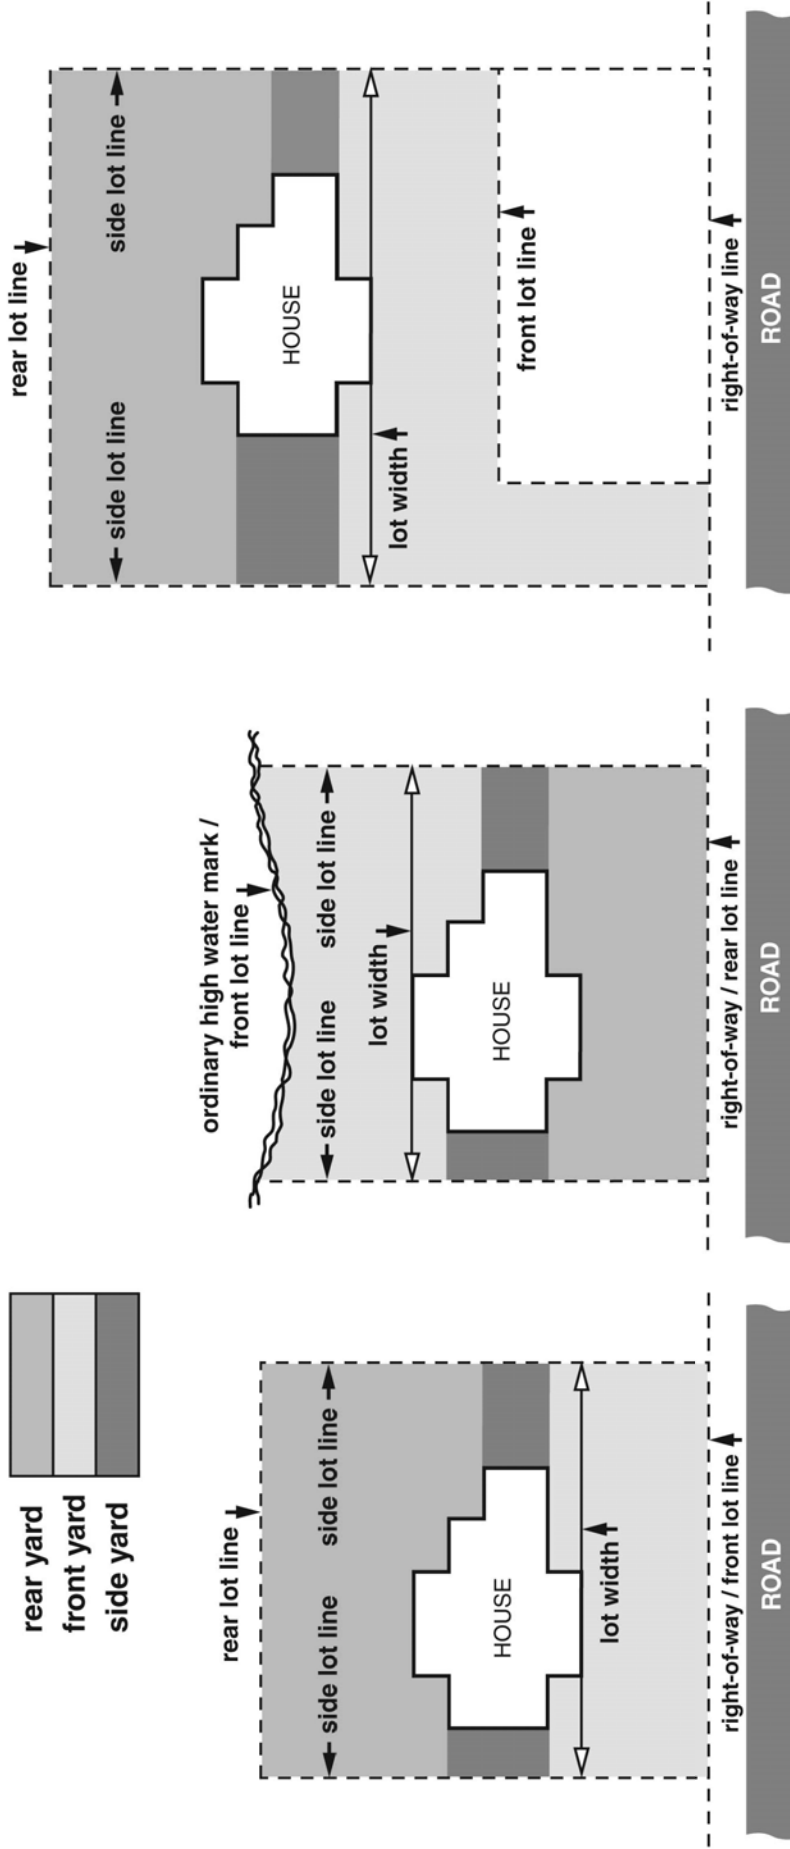 rear yard
front yard
side yard
rear lot line
side lot line
side lot line
HOUSE
lot width
right-of-way / front lot line
ROAD
ordinary high water mark /
front lot line
side lot line
side lot line
lot width
HOUSE
right-of-way / rear lot line
ROAD
rear lot line
side lot line
side lot line
HOUSE
lot width
front lot line
right-of-way line
ROAD